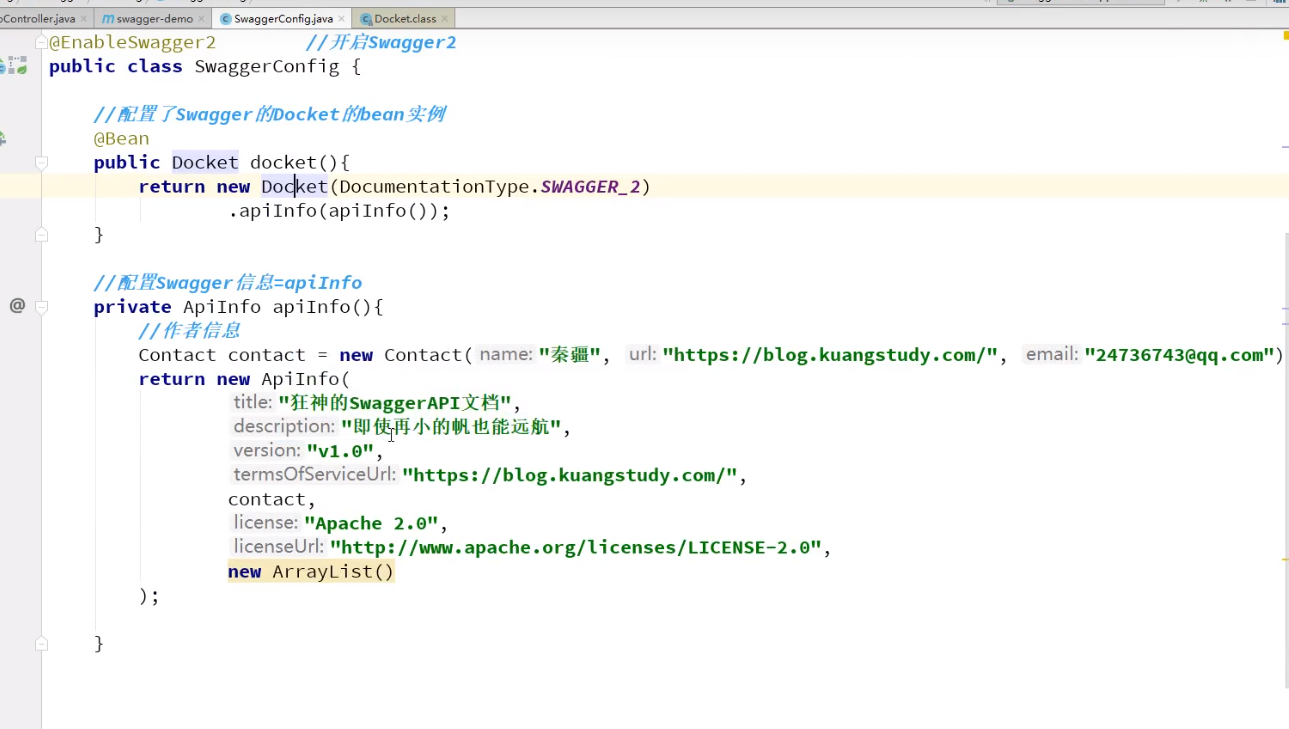 oController.java × m swagger-demo × SwaggerConfig.java × Docket.class ×
@EnableSwagger2 //开启Swagger2
public class SwaggerConfig {
//配置了Swagger的Docket的bean实例
@Bean
public Docket docket(){
return new Docket(DocumentationType.SWAGGER_2)
.apiInfo(apiInfo());
}
//配置Swagger信息=apiInfo
@ private ApiInfo apiInfo(){
//作者信息
Contact contact = new Contact( name: "秦疆", url: "https://blog.kuangstudy.com/", email: "24736743@qq.com")
return new ApiInfo(
title: "狂神的SwaggerAPI文档",
description: "即使再小的帆也能远航",
version: "v1.0",
termsOfServiceUrl: "https://blog.kuangstudy.com/",
contact,
license: "Apache 2.0",
licenseUrl: "http://www.apache.org/licenses/LICENSE-2.0",
new ArrayList()
);
}